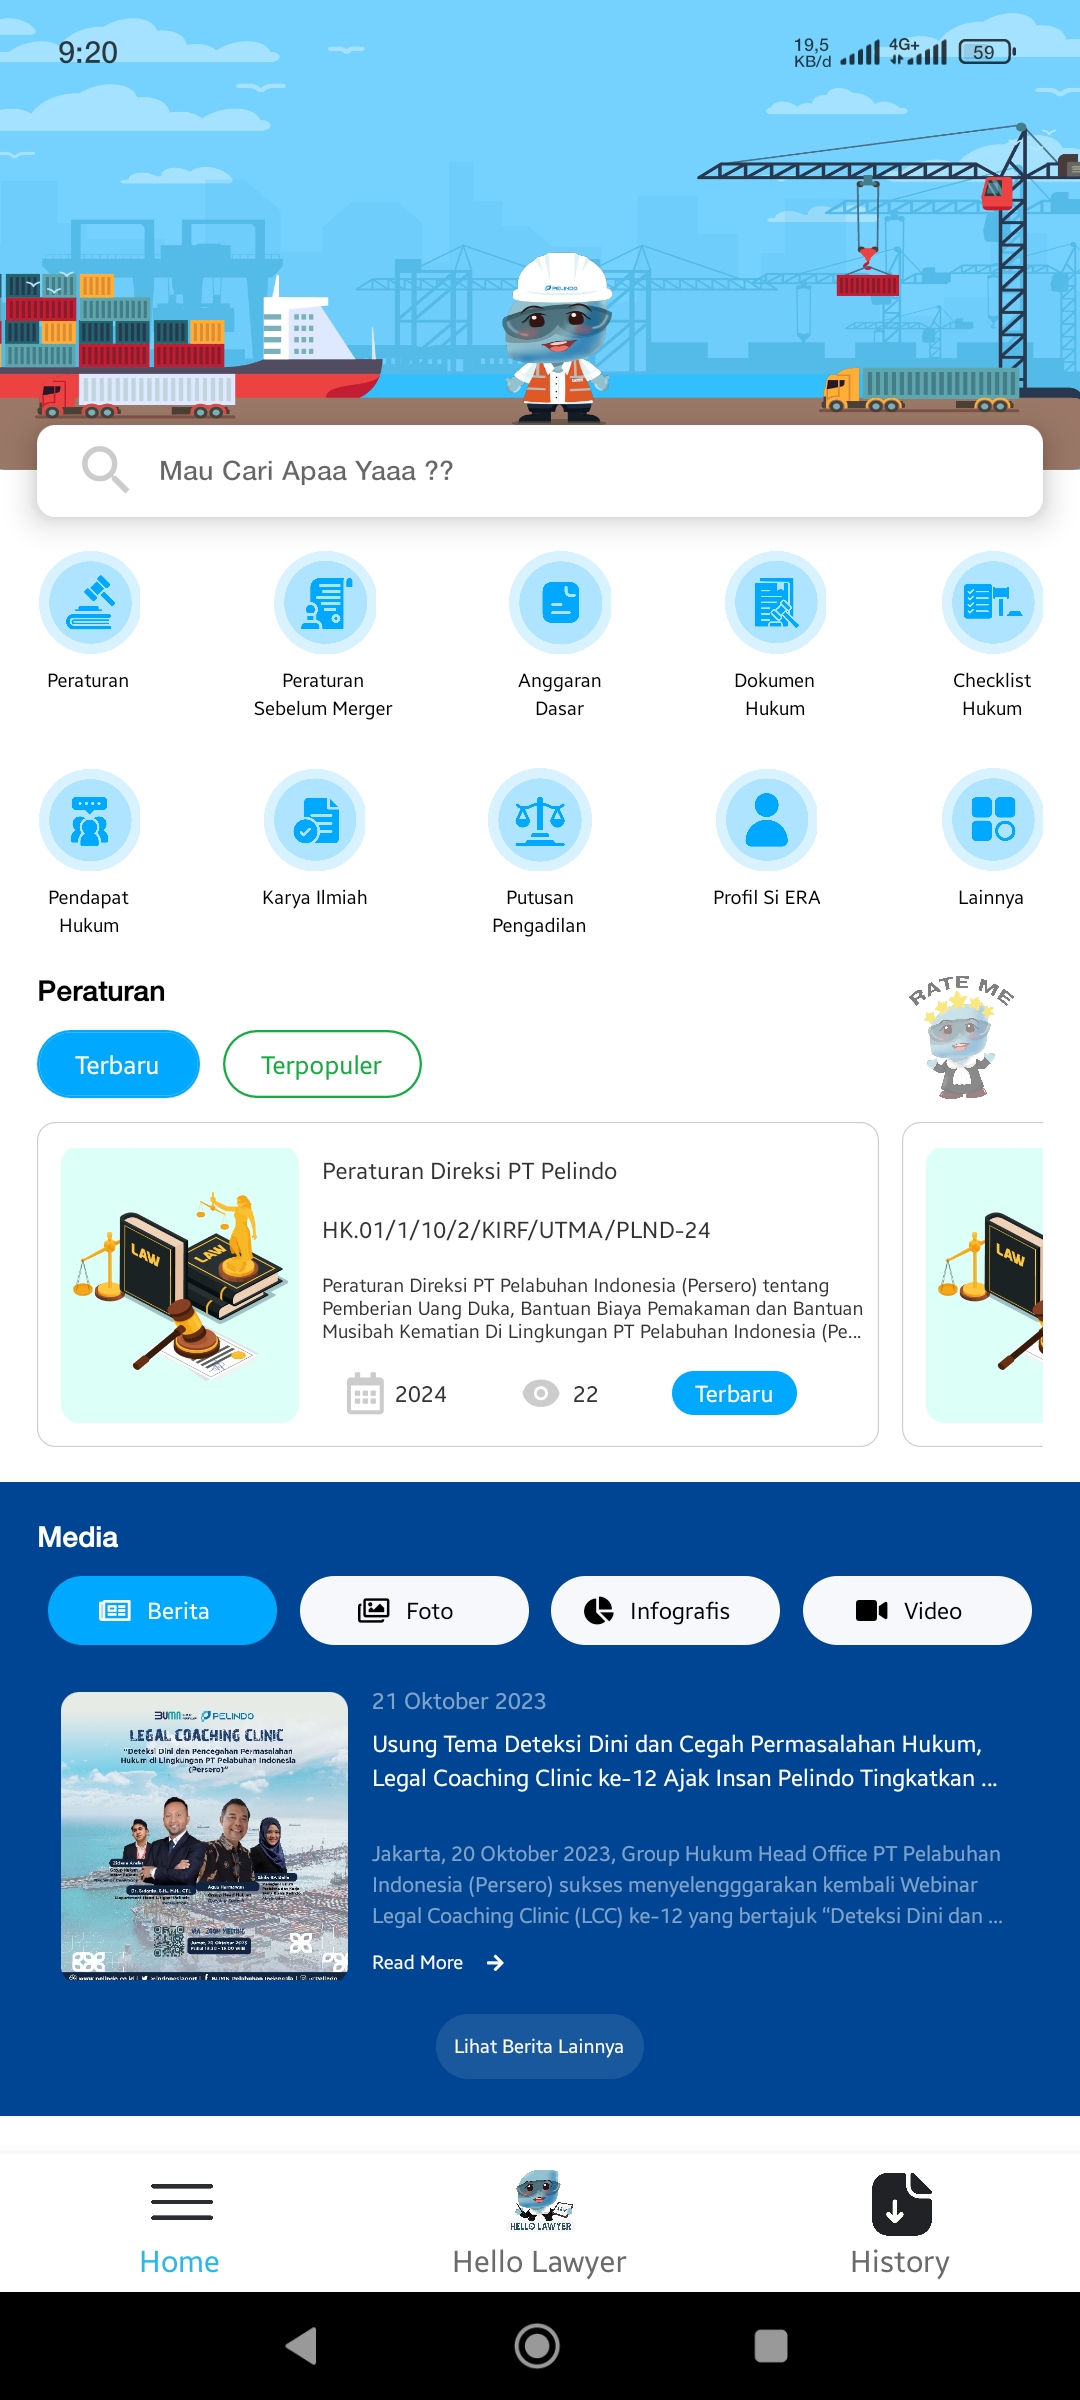 9:20
19,5
KB/d
4G+
59
PELINDO
Mau Cari Apaa Yaaa ??
Peraturan
Peraturan
Sebelum Merger
Anggaran
Dasar
Dokumen
Hukum
Checklist
Hukum
Pendapat
Hukum
Karya Ilmiah
Putusan
Pengadilan
Profil Si ERA
Lainnya
Peraturan
RATE ME
Terbaru
Terpopuler
LAW
LAW
Peraturan Direksi PT Pelindo
HK.01/1/10/2/KIRF/UTMA/PLND-24
Peraturan Direksi PT Pelabuhan Indonesia (Persero) tentang
Pemberian Uang Duka, Bantuan Biaya Pemakaman dan Bantuan
Musibah Kematian Di Lingkungan PT Pelabuhan Indonesia (Pe...
2024
22
Terbaru
LAW
Media
Berita
Foto
Infografis
Video
BUMN
PELINDO
LEGAL COACHING CLINIC
"Deteksi Dini dan Pencegahan Permasalahan
Hukum di Lingkungan PT Pelabuhan Indonesia
(Persero)"
21 Oktober 2023
Usung Tema Deteksi Dini dan Cegah Permasalahan Hukum,
Legal Coaching Clinic ke-12 Ajak Insan Pelindo Tingkatkan ...
Jakarta, 20 Oktober 2023, Group Hukum Head Office PT Pelabuhan
Indonesia (Persero) sukses menyelengggarakan kembali Webinar
Legal Coaching Clinic (LCC) ke-12 yang bertajuk "Deteksi Dini dan ...
Read More
Lihat Berita Lainnya
HELLO LAWYER
Home
Hello Lawyer
History